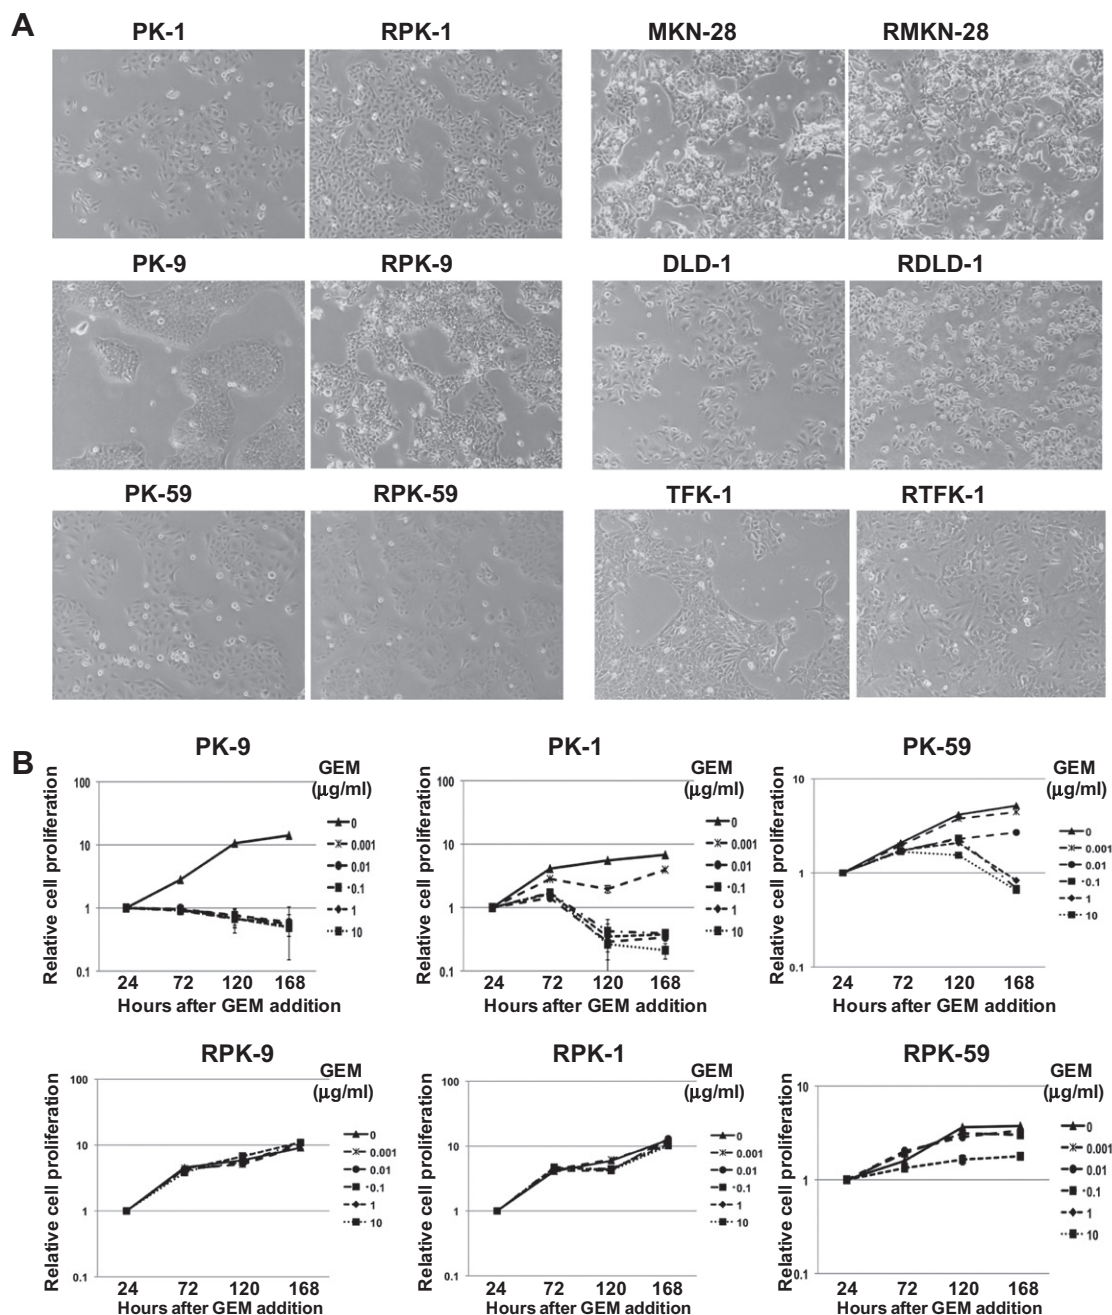 A
PK-1 RPK-1 MKN-28 RMKN-28
PK-9 RPK-9 DLD-1 RDLD-1
PK-59 RPK-59 TFK-1 RTFK-1
B
PK-9
Relative cell proliferation
100
10
1
0.1
24 72 120 168
Hours after GEM addition
GEM
(µg/ml)
0
0.001
0.01
0.1
1
10
PK-1
Relative cell proliferation
100
10
1
0.1
24 72 120 168
Hours after GEM addition
GEM
(µg/ml)
0
0.001
0.01
0.1
1
10
PK-59
Relative cell proliferation
10
1
0.1
24 72 120 168
Hours after GEM addition
GEM
(µg/ml)
0
0.001
0.01
0.1
1
10
RPK-9
Relative cell proliferation
100
10
1
0.1
24 72 120 168
Hours after GEM addition
GEM
(µg/ml)
0
0.001
0.01
0.1
1
10
RPK-1
Relative cell proliferation
100
10
1
0.1
24 72 120 168
Hours after GEM addition
GEM
(µg/ml)
0
0.001
0.01
0.1
1
10
RPK-59
Relative cell proliferation
10
1
0.1
24 72 120 168
Hours after GEM addition
GEM
(µg/ml)
0
0.001
0.01
0.1
1
10